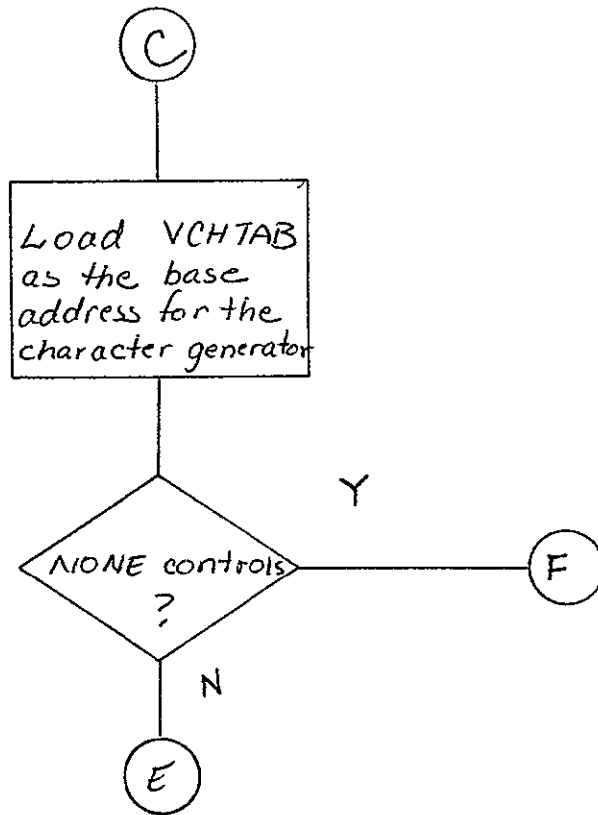 C
Load VCHTAB
as the base
address for the
character generator
Y
NONE controls
?
F
N
E